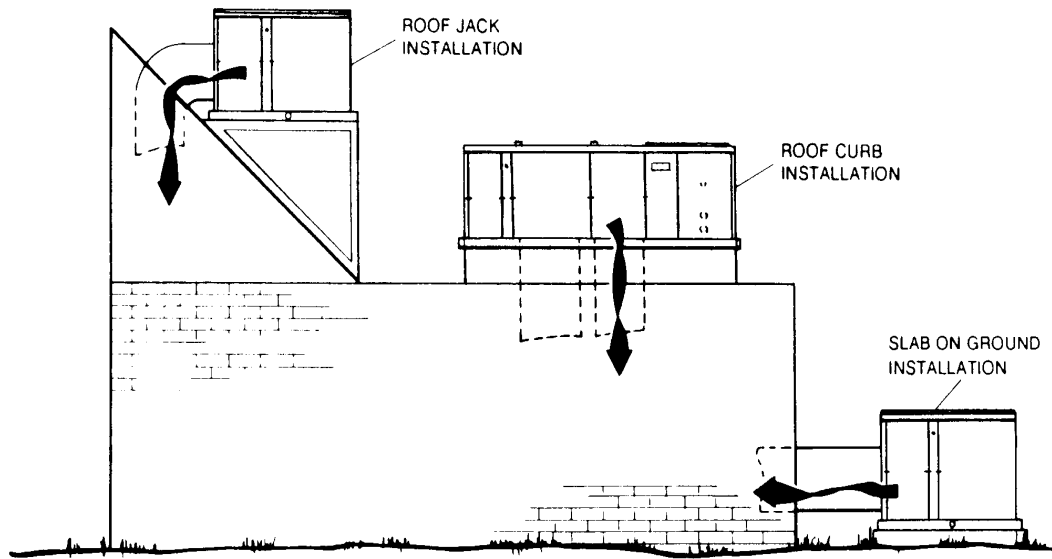 ROOF JACK
INSTALLATION
ROOF CURB
INSTALLATION
SLAB ON GROUND
INSTALLATION